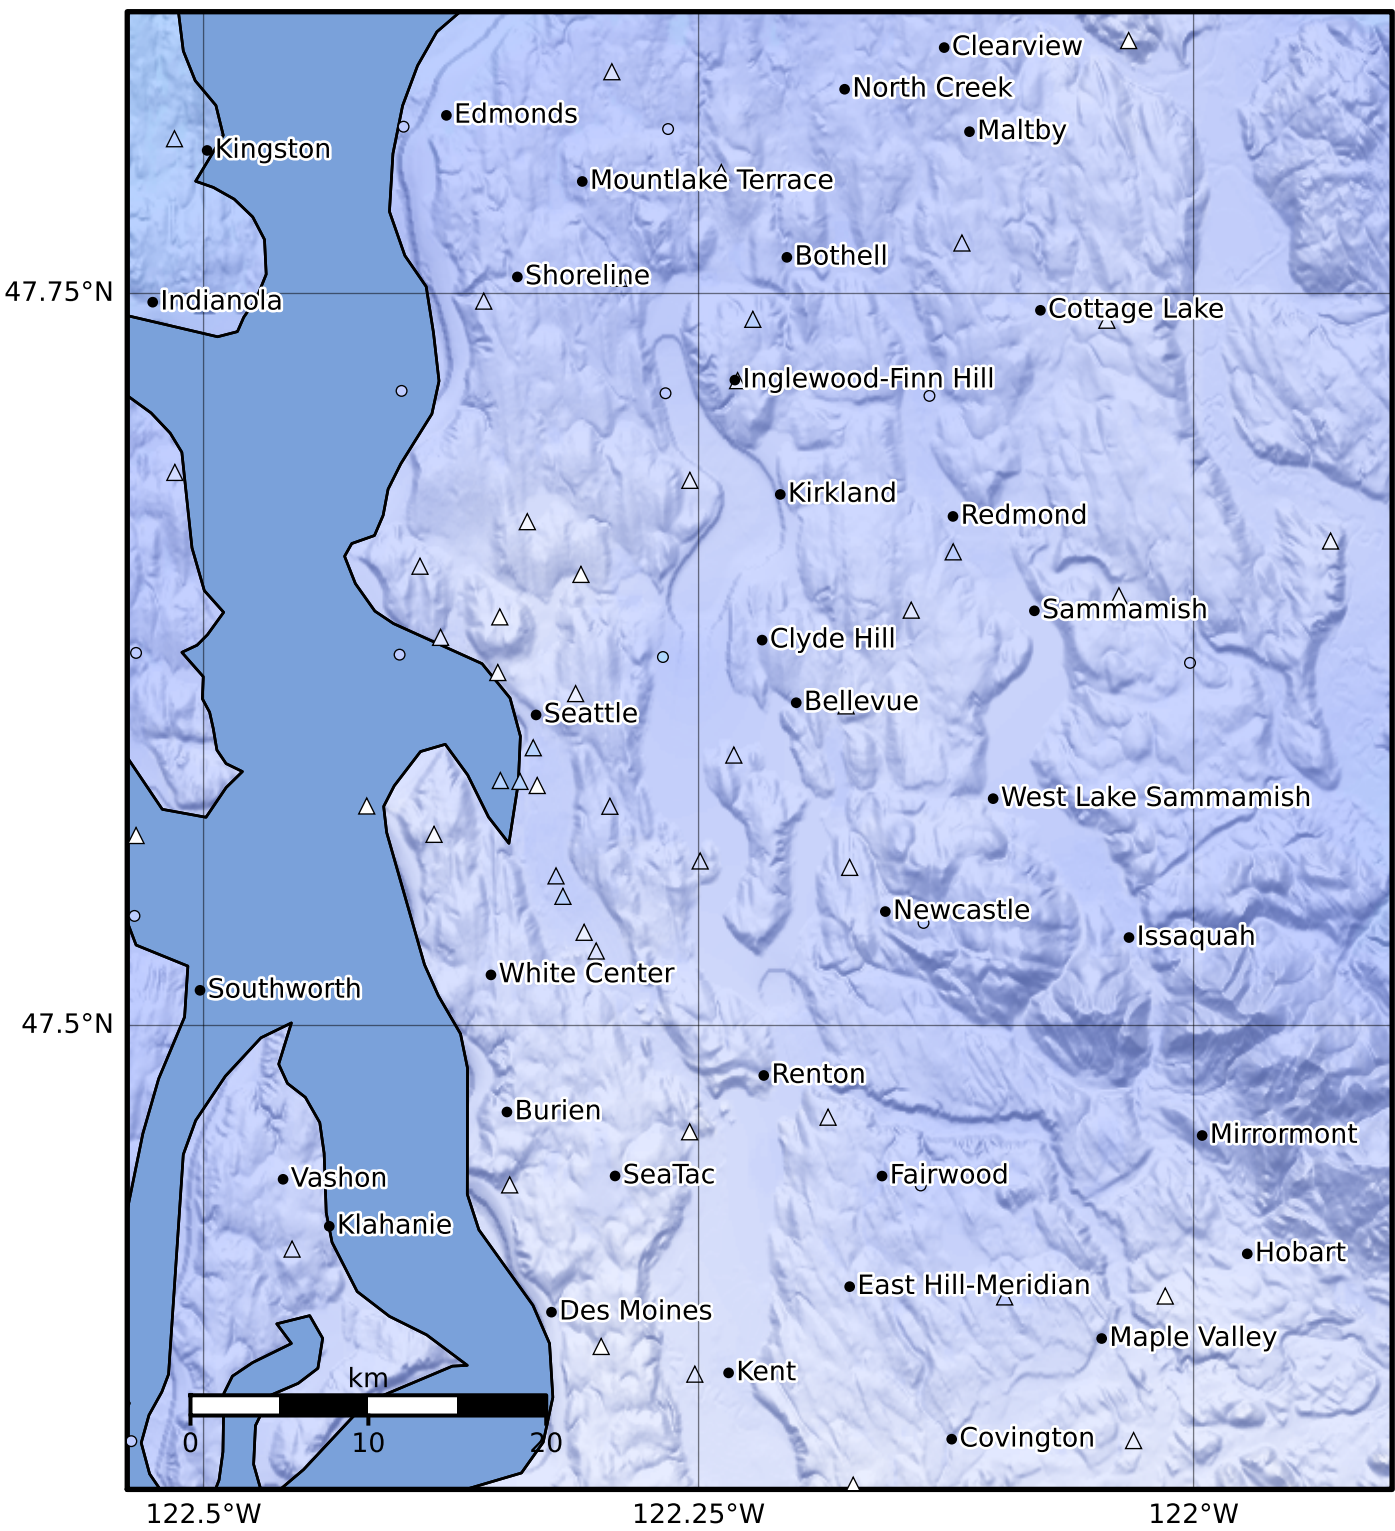 Clearview
North Creek
Edmonds
Maltby
Kingston
Mountlake Terrace
Bothell
Shoreline
47.75°N
Indianola
Cottage Lake
Inglewood-Finn Hill
Kirkland
Redmond
Sammamish
Clyde Hill
Bellevue
Seattle
West Lake Sammamish
Newcastle
Issaquah
White Center
Southworth
47.5°N
Renton
Burien
Mirrormont
SeaTac
Fairwood
Vashon
Klahanie
Hobart
East Hill-Meridian
Des Moines
Maple Valley
Kent
km
0 10 20
Covington
122.5°W 122.25°W 122°W